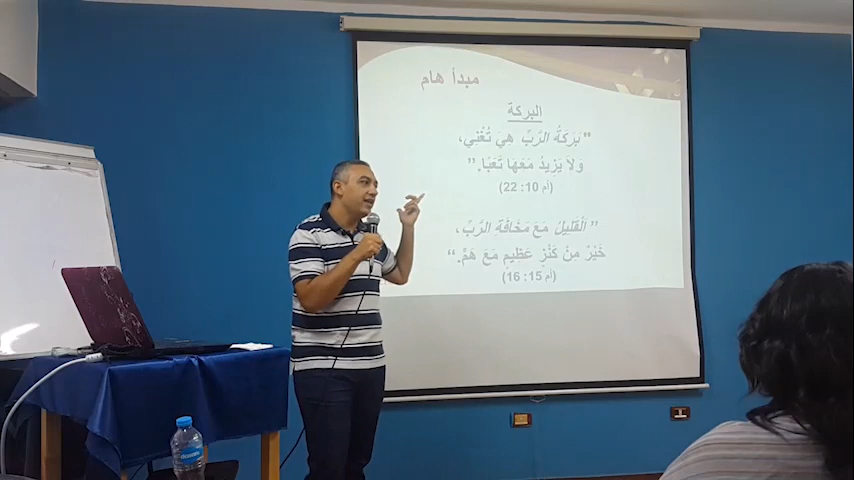 مبدأ هام
البركة
"بَرَكَةُ الرَّبِّ هِيَ تُغْنِي،
وَلاَ يَزِيدُ مَعَهَا تَعَبًا."
(أم 10: 22)
"اَلْقَلِيلُ مَعَ مَخَافَةِ الرَّبِّ،
خَيْرٌ مِنْ كَنْزٍ عَظِيمٍ مَعَ هَمٍّ."
(أم 15: 16)